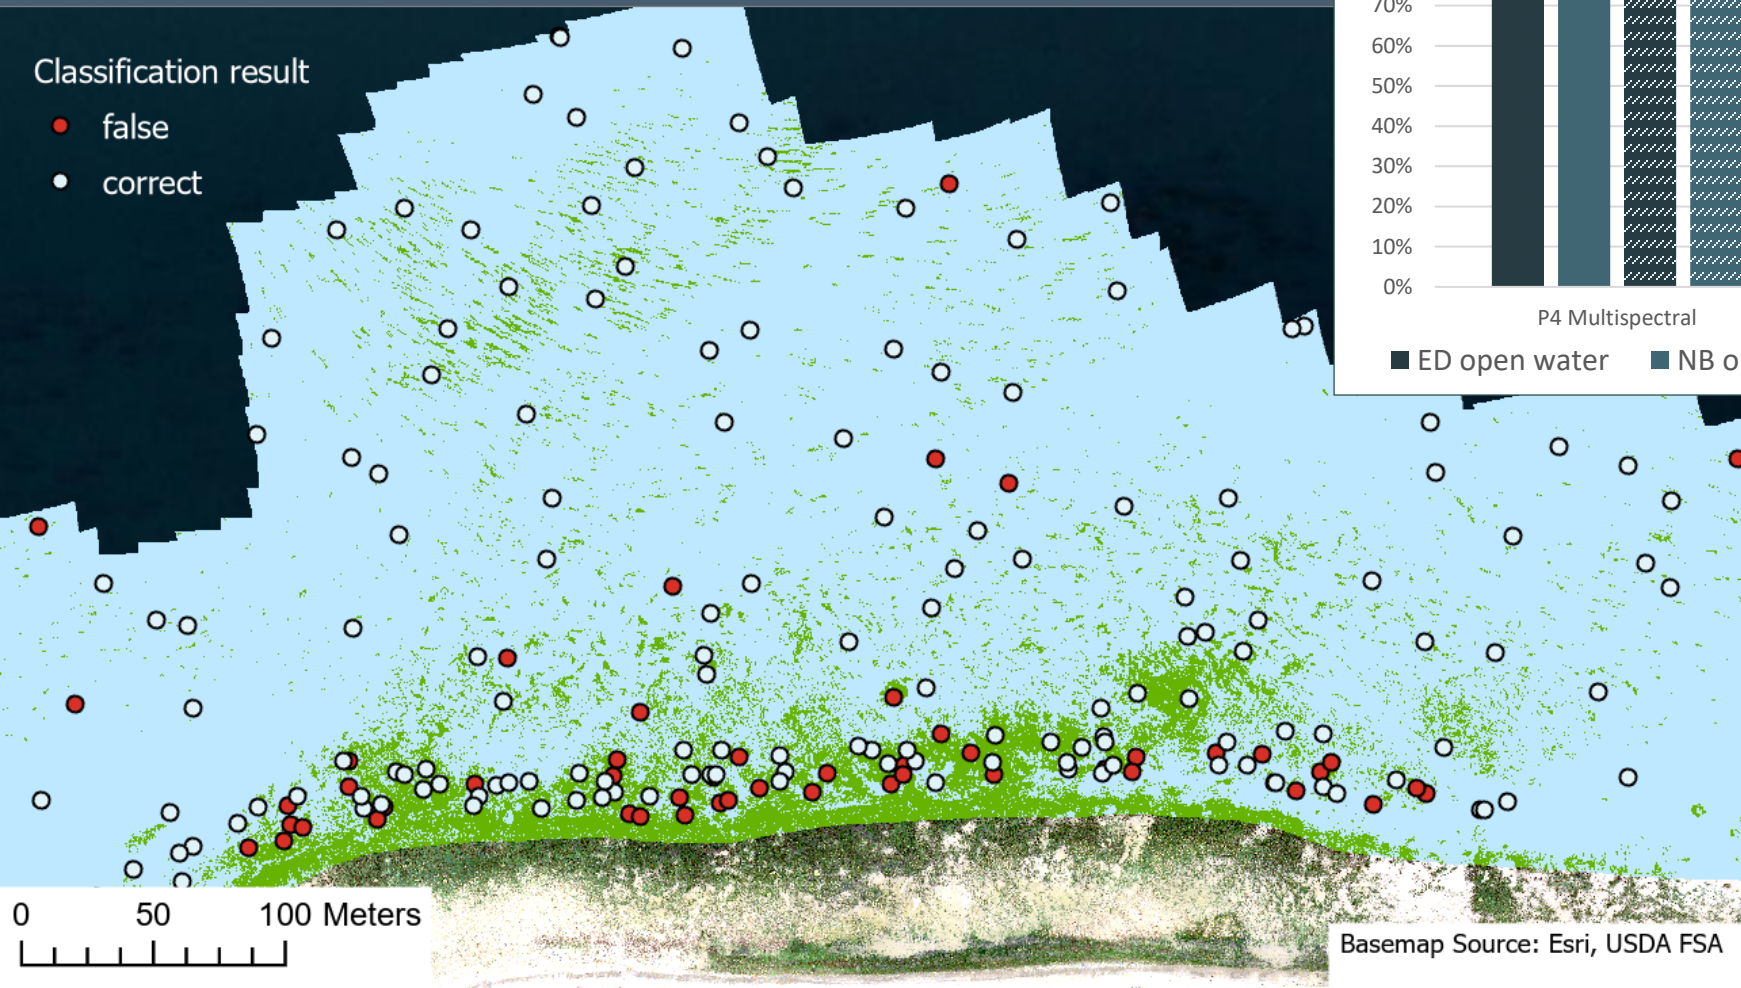 Classification result
false
correct
70%
60%
50%
40%
30%
20%
10%
0%
P4 Multispectral
ED open water
NB o
0 50 100 Meters
Basemap Source: Esri, USDA FSA